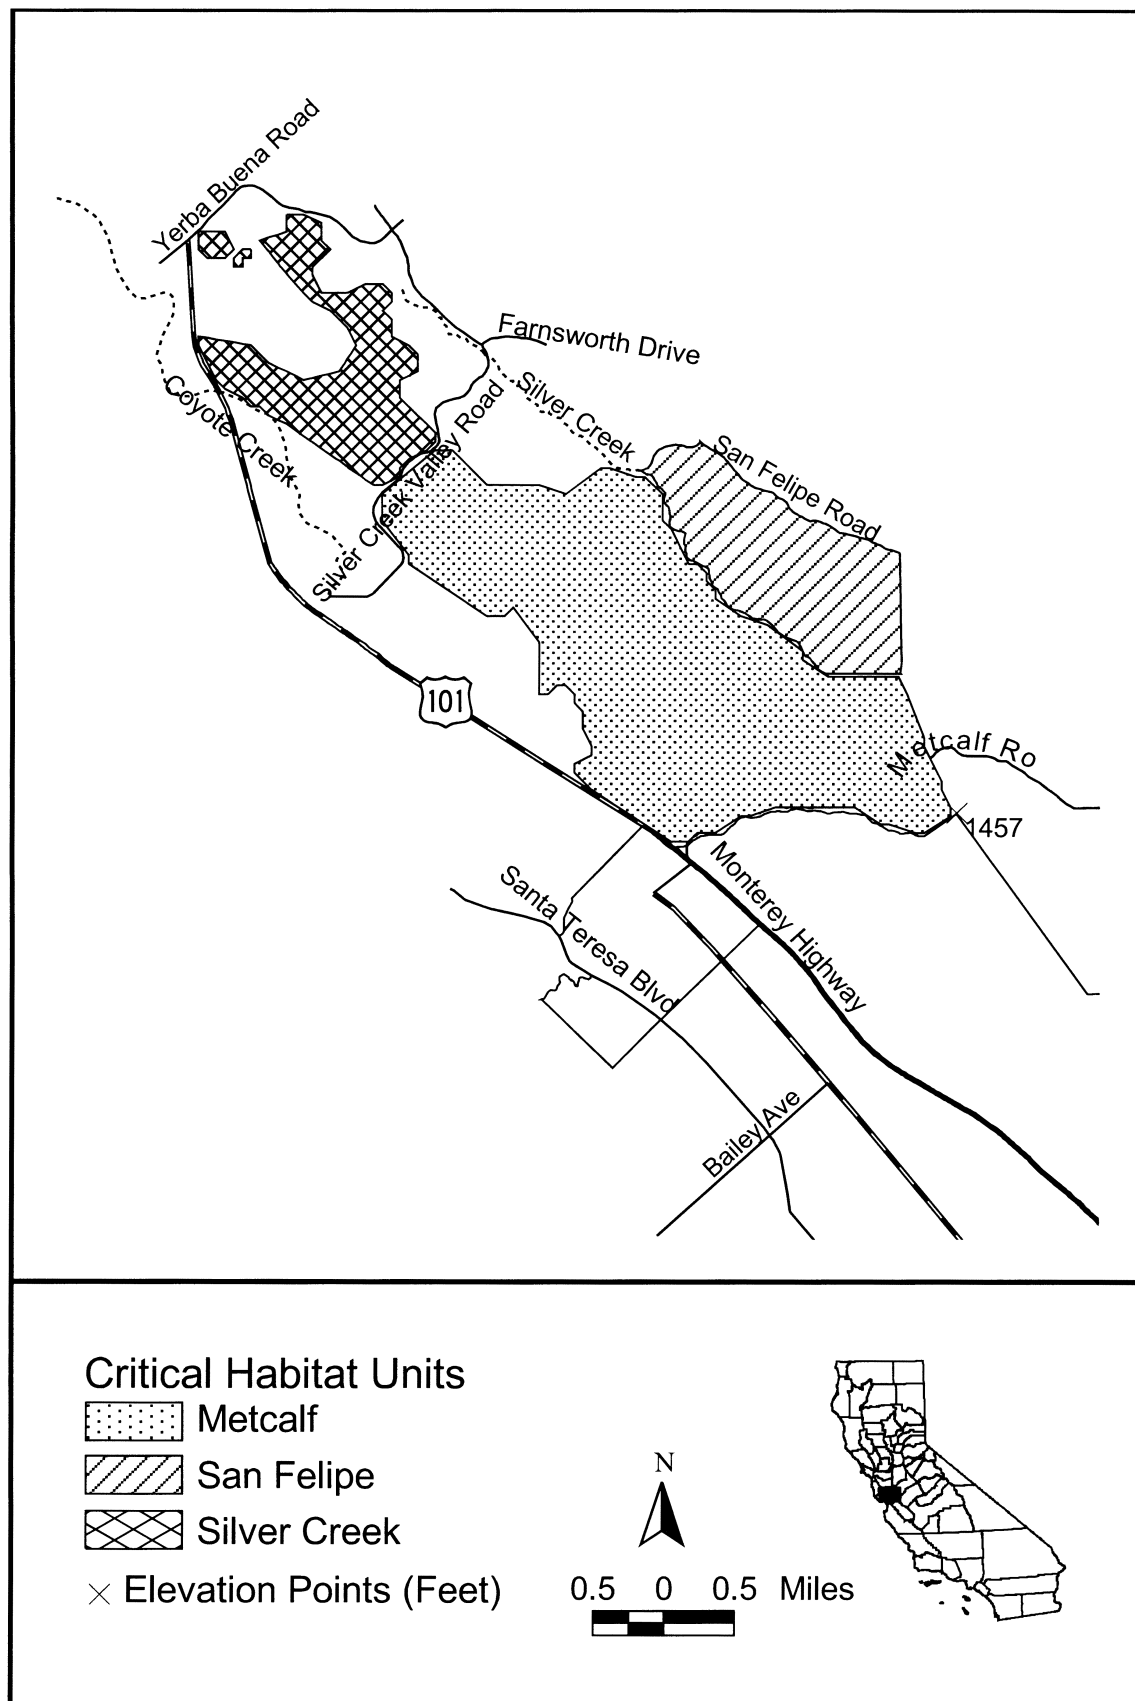 Yerba Buena Road
Farnsworth Drive
Silver Creek
Coyote Creek
Silver Creek Valley Road
San Felipe Road
101
Metcalf Ro
1457
Monterey Highway
Santa Teresa Blvd
Bailey Ave
Critical Habitat Units
Metcalf
San Felipe
Silver Creek
Elevation Points (Feet)
N
0.5 0 0.5 Miles